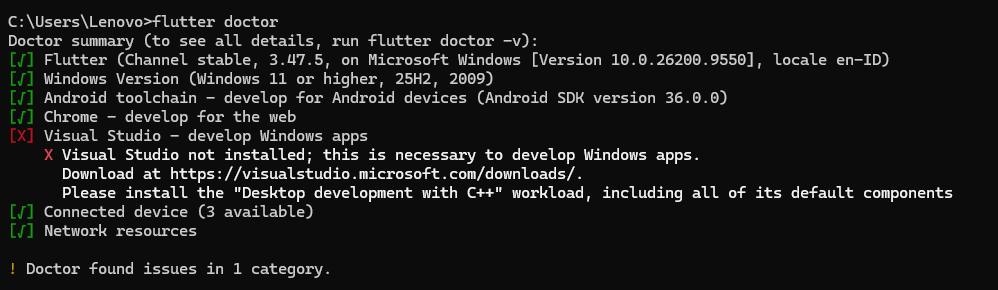 C:\Users\Lenovo>flutter doctor
Doctor summary (to see all details, run flutter doctor -v):
[√] Flutter (Channel stable, 3.47.5, on Microsoft Windows [Version 10.0.26200.9550], locale en-ID)
[√] Windows Version (Windows 11 or higher, 25H2, 2009)
[√] Android toolchain - develop for Android devices (Android SDK version 36.0.0)
[√] Chrome - develop for the web
[X] Visual Studio - develop Windows apps
    X Visual Studio not installed; this is necessary to develop Windows apps.
      Download at https://visualstudio.microsoft.com/downloads/.
      Please install the "Desktop development with C++" workload, including all of its default components
[√] Connected device (3 available)
[√] Network resources
! Doctor found issues in 1 category.